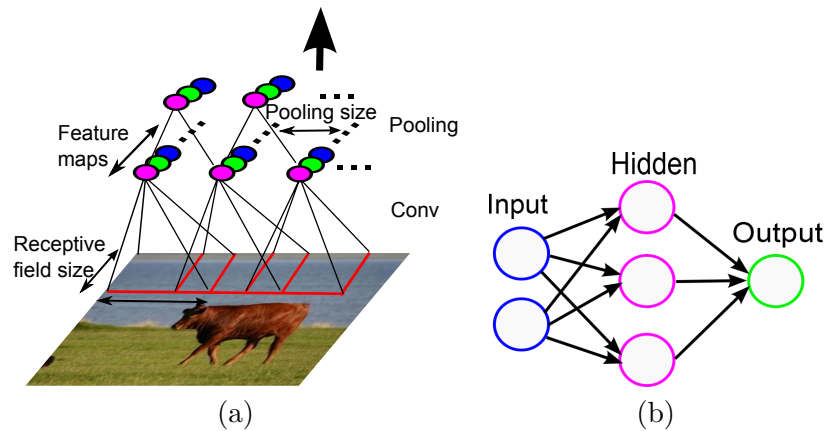 Feature
maps
Pooling size
Pooling
Conv
Receptive
field size
(a)
Input
Hidden
Output
(b)